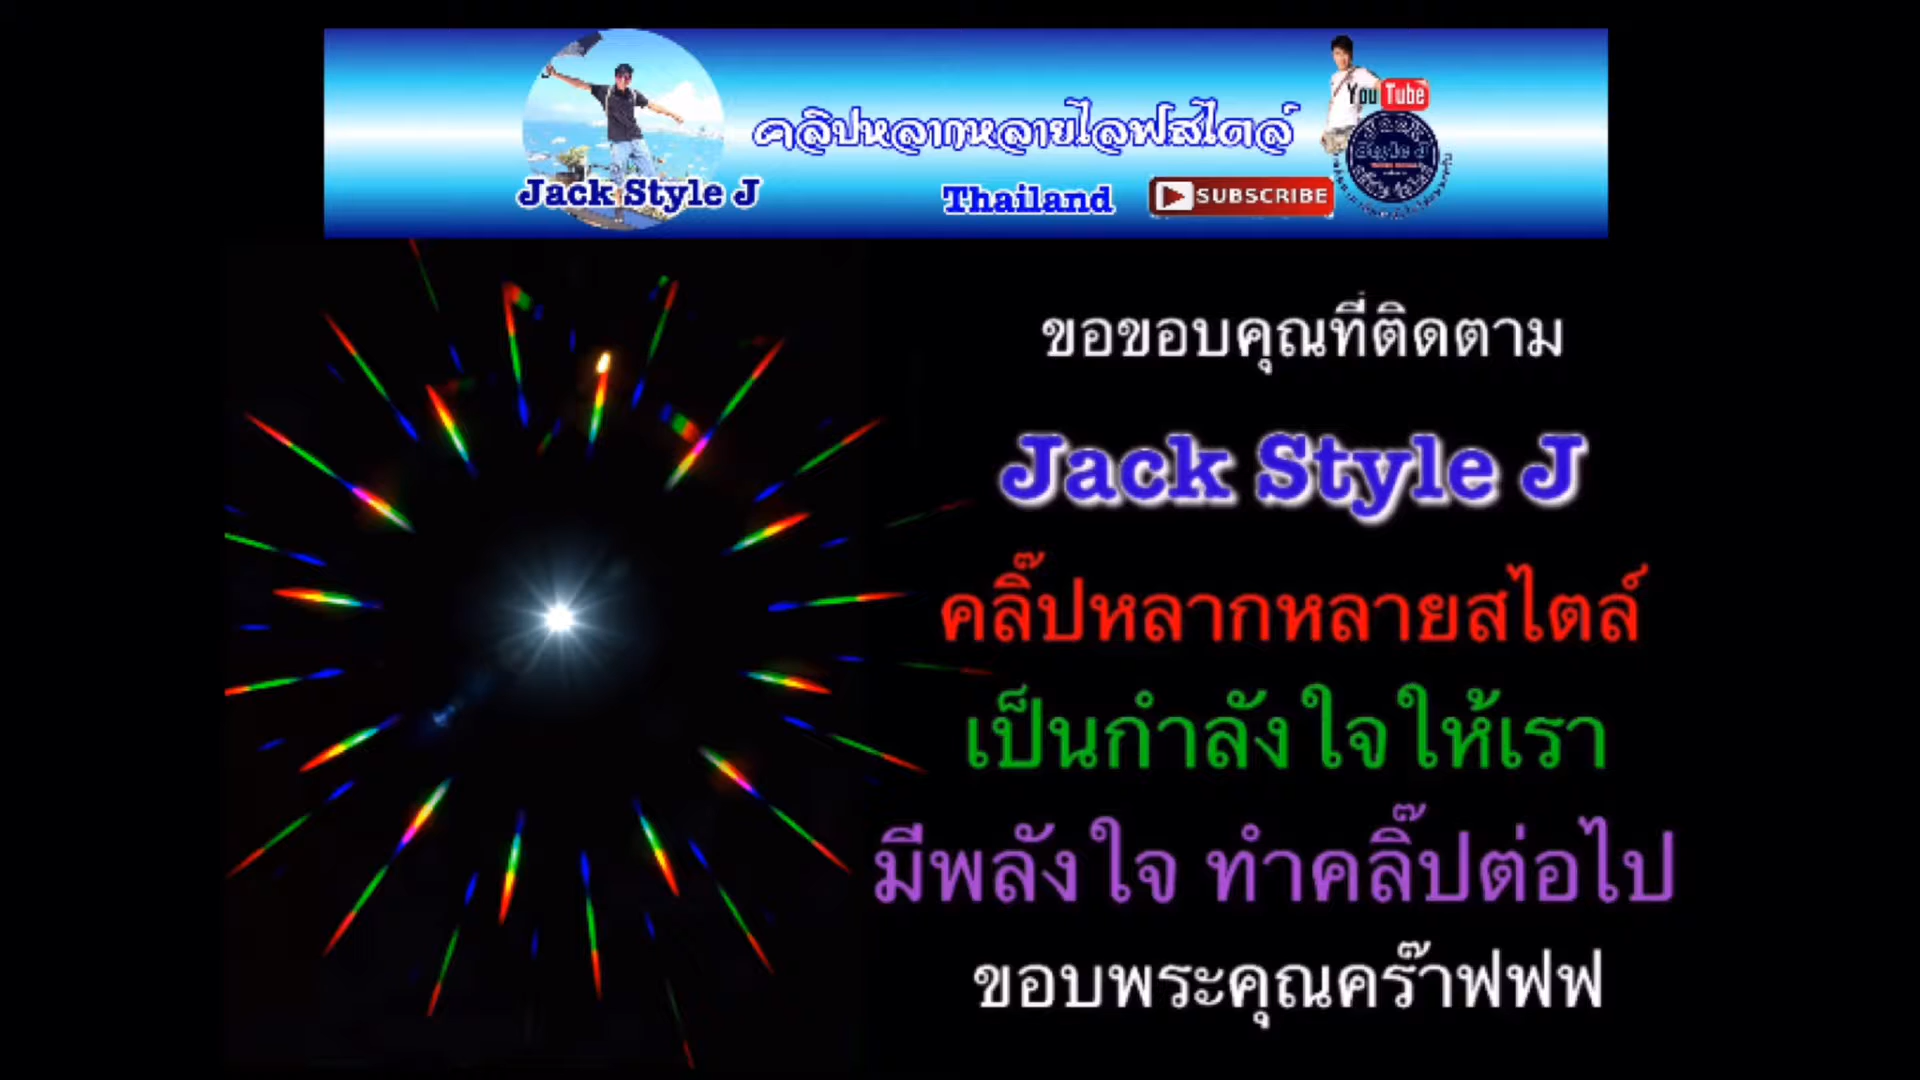 Jack Style J
คลิปหลากหลายไลฟ์สไตล์
Thailand
SUBSCRIBE
YouTube
Style J
ขอขอบคุณที่ติดตาม
Jack Style J
คลิ๊ปหลากหลายสไตล์
เป็นกำลังใจให้เรา
มีพลังใจ ทำคลิ๊ปต่อไป
ขอบพระคุณคร๊าฟฟฟ